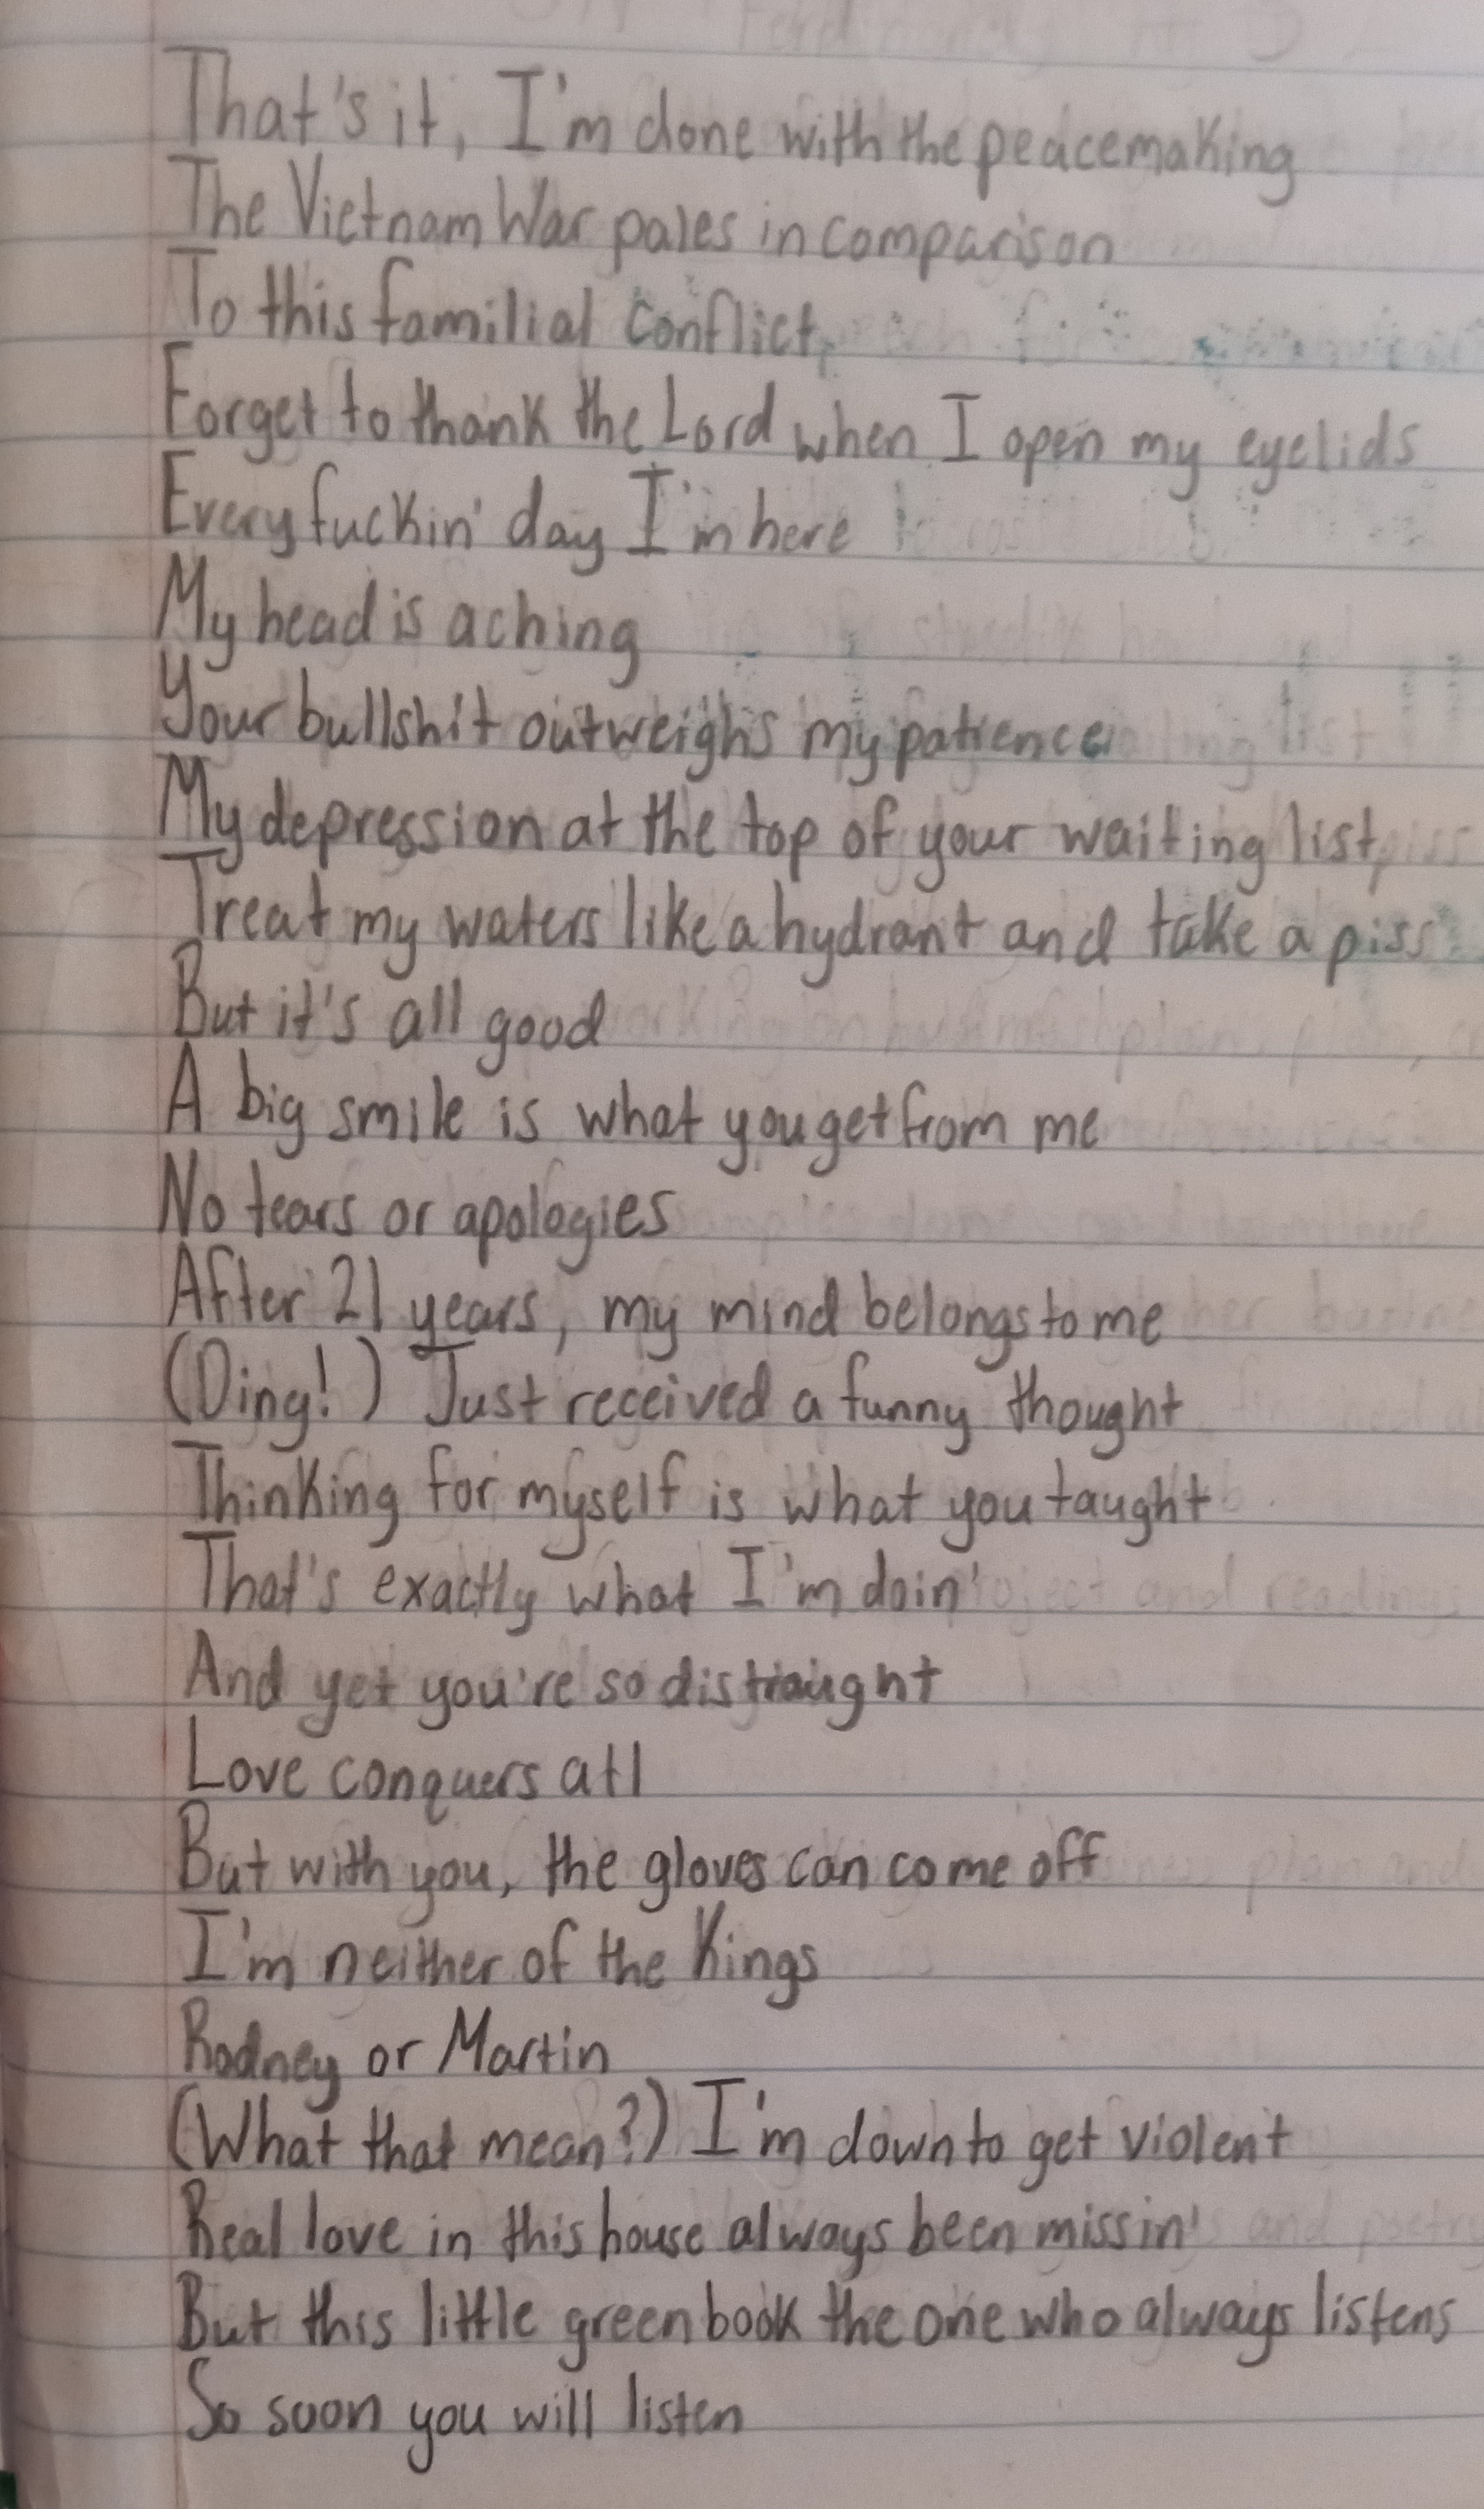 That's it, I'm done with the peacemaking
The Vietnam War pales in comparison
To this familial conflict,
Forget to thank the Lord when I open my eyelids
Every fuckin' day I'm here
My head is aching
Your bullshit outweighs my patience
My depression at the top of your waiting list,
Treat my waters like a hydrant and take a piss
But it's all good
A big smile is what you get from me
No tears or apologies
After 21 years, my mind belongs to me
(Ding!) Just received a funny thought
Thinking for myself is what you taught
That's exactly what I'm doin'
And yet you're so distraught
Love conquers all
But with you, the gloves can come off
I'm neither of the Kings
Rodney or Martin
(What that mean?) I'm down to get violent
Real love in this house always been missin'
But this little green book the one who always listens
So soon you will listen